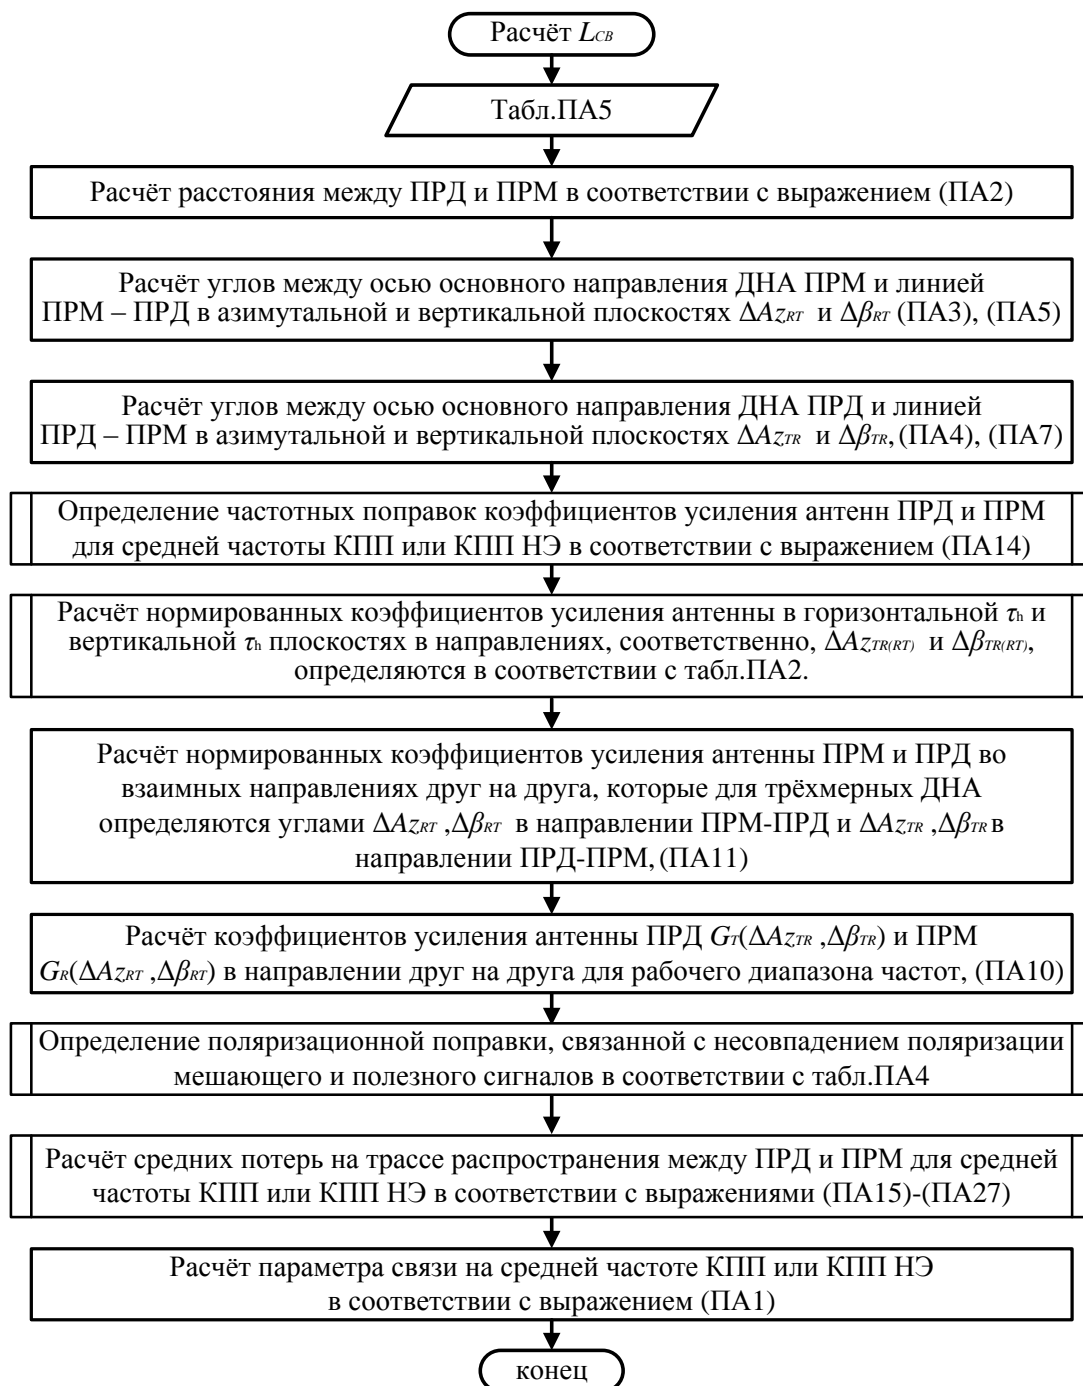 Расчёт LCB
Табл.ПА5
Расчёт расстояния между ПРД и ПРМ в соответствии с выражением (ПА2)
Расчёт углов между осью основного направления ДНА ПРМ и линией
ПРМ – ПРД в азимутальной и вертикальной плоскостях ΔAzRT и ΔβRT (ПА3), (ПА5)
Расчёт углов между осью основного направления ДНА ПРД и линией
ПРД – ПРМ в азимутальной и вертикальной плоскостях ΔAzTR и ΔβTR, (ПА4), (ПА7)
Определение частотных поправок коэффициентов усиления антенн ПРД и ПРМ
для средней частоты КПП или КПП НЭ в соответствии с выражением (ПА14)
Расчёт нормированных коэффициентов усиления антенны в горизонтальной τh и
вертикальной τh плоскостях в направлениях, соответственно, ΔAzTR(RT) и ΔβTR(RT),
определяются в соответствии с табл.ПА2.
Расчёт нормированных коэффициентов усиления антенны ПРМ и ПРД во
взаимных направлениях друг на друга, которые для трёхмерных ДНА
определяются углами ΔAzRT ,ΔβRT в направлении ПРМ-ПРД и ΔAzTR ,ΔβTR в
направлении ПРД-ПРМ, (ПА11)
Расчёт коэффициентов усиления антенны ПРД GT(ΔAzTR ,ΔβTR) и ПРМ
GR(ΔAzRT ,ΔβRT) в направлении друг на друга для рабочего диапазона частот, (ПА10)
Определение поляризационной поправки, связанной с несовпадением поляризации
мешающего и полезного сигналов в соответствии с табл.ПА4
Расчёт средних потерь на трассе распространения между ПРД и ПРМ для средней
частоты КПП или КПП НЭ в соответствии с выражениями (ПА15)-(ПА27)
Расчёт параметра связи на средней частоте КПП или КПП НЭ
в соответствии с выражением (ПА1)
конец